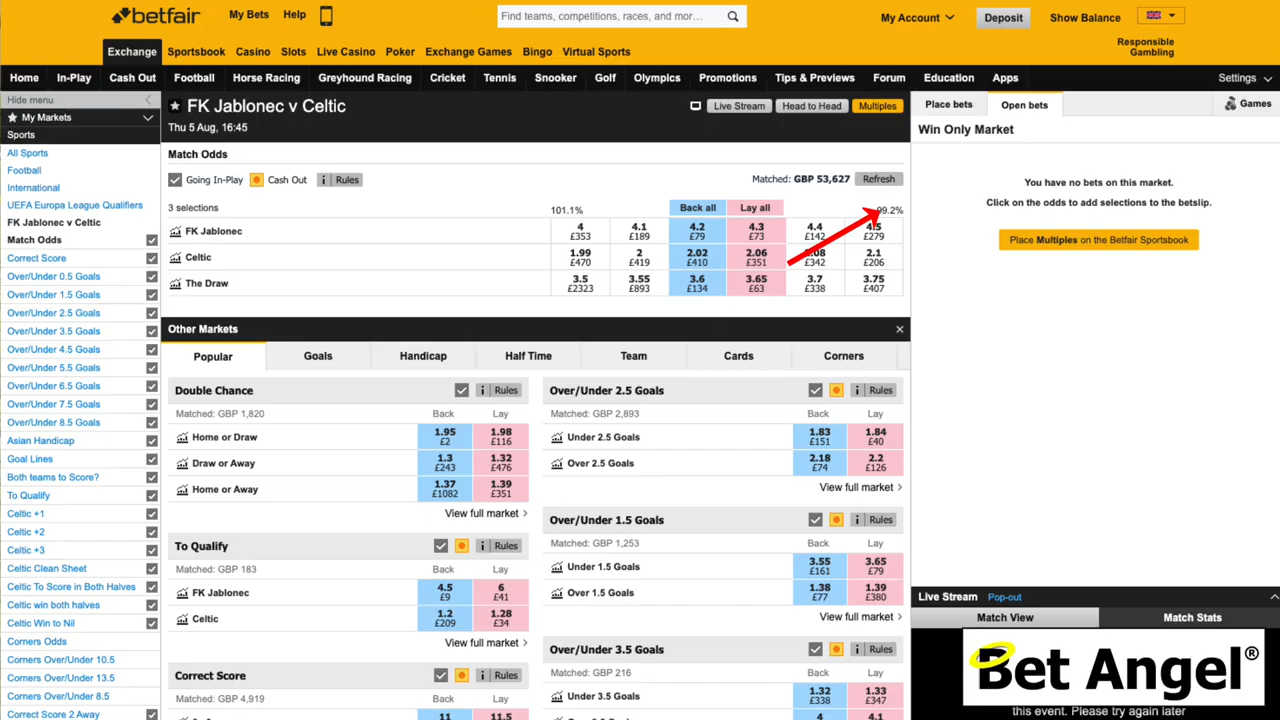 betfair
My Bets
Help
Find teams, competitions, races, and mor…
My Account
Deposit
Show Balance
Responsible
Gambling
Exchange
Sportsbook
Casino
Slots
Live Casino
Poker
Exchange Games
Bingo
Virtual Sports
Home
In-Play
Cash Out
Football
Horse Racing
Greyhound Racing
Cricket
Tennis
Snooker
Golf
Olympics
Promotions
Tips & Previews
Forum
Education
Apps
Settings
Hide menu
My Markets
Sports
All Sports
Football
International
UEFA Europa League Qualifiers
FK Jablonec v Celtic
Match Odds
Correct Score
Over/Under 0.5 Goals
Over/Under 1.5 Goals
Over/Under 2.5 Goals
Over/Under 3.5 Goals
Over/Under 4.5 Goals
Over/Under 5.5 Goals
Over/Under 6.5 Goals
Over/Under 7.5 Goals
Over/Under 8.5 Goals
Asian Handicap
Goal Lines
Both teams to Score?
To Qualify
Celtic +1
Celtic +2
Celtic +3
Celtic Clean Sheet
Celtic To Score in Both Halves
Celtic win both halves
Celtic Win to Nil
Corners Odds
Corners Over/Under 10.5
Corners Over/Under 13.5
Corners Over/Under 8.5
Correct Score 2 Away
FK Jablonec v Celtic
Live Stream
Head to Head
Multiples
Thu 5 Aug, 16:45
Match Odds
Going In-Play
Cash Out
i Rules
Matched: GBP 53,627
Refresh
3 selections
101.1%
Back all
Lay all
99.2%
FK Jablonec
4 4.1 4.2 4.3 4.4 4.5
£353 £189 £79 £73 £142 £279
Celtic
1.99 2 2.02 2.06 2.08 2.1
£470 £419 £410 £351 £342 £206
The Draw
3.5 3.55 3.6 3.65 3.7 3.75
£2323 £893 £134 £63 £338 £407
Other Markets
Popular
Goals
Handicap
Half Time
Team
Cards
Corners
Double Chance
i Rules
Matched: GBP 1,820
Back Lay
Home or Draw
1.95 1.98
£2 £116
Draw or Away
1.3 1.32
£243 £476
Home or Away
1.37 1.39
£1082 £351
View full market
To Qualify
i Rules
Matched: GBP 183
Back Lay
FK Jablonec
4.5 6
£9 £41
Celtic
1.2 1.28
£209 £34
View full market
Correct Score
i Rules
Matched: GBP 4,919
Back Lay
11 11.5
Over/Under 2.5 Goals
i Rules
Matched: GBP 2,893
Back Lay
Under 2.5 Goals
1.83 1.84
£151 £40
Over 2.5 Goals
2.18 2.2
£74 £126
View full market
Over/Under 1.5 Goals
i Rules
Matched: GBP 1,253
Back Lay
Under 1.5 Goals
3.55 3.65
£161 £79
Over 1.5 Goals
1.38 1.39
£77 £380
View full market
Over/Under 3.5 Goals
i Rules
Matched: GBP 216
Back Lay
Under 3.5 Goals
1.32 1.33
£338 £347
4 4.1
Place bets
Open bets
Games
Win Only Market
You have no bets on this market.
Click on the odds to add selections to the betslip.
Place Multiples on the Betfair Sportsbook
Live Stream
Pop-out
Match View
Match Stats
Bet Angel®
this event. Please try again later